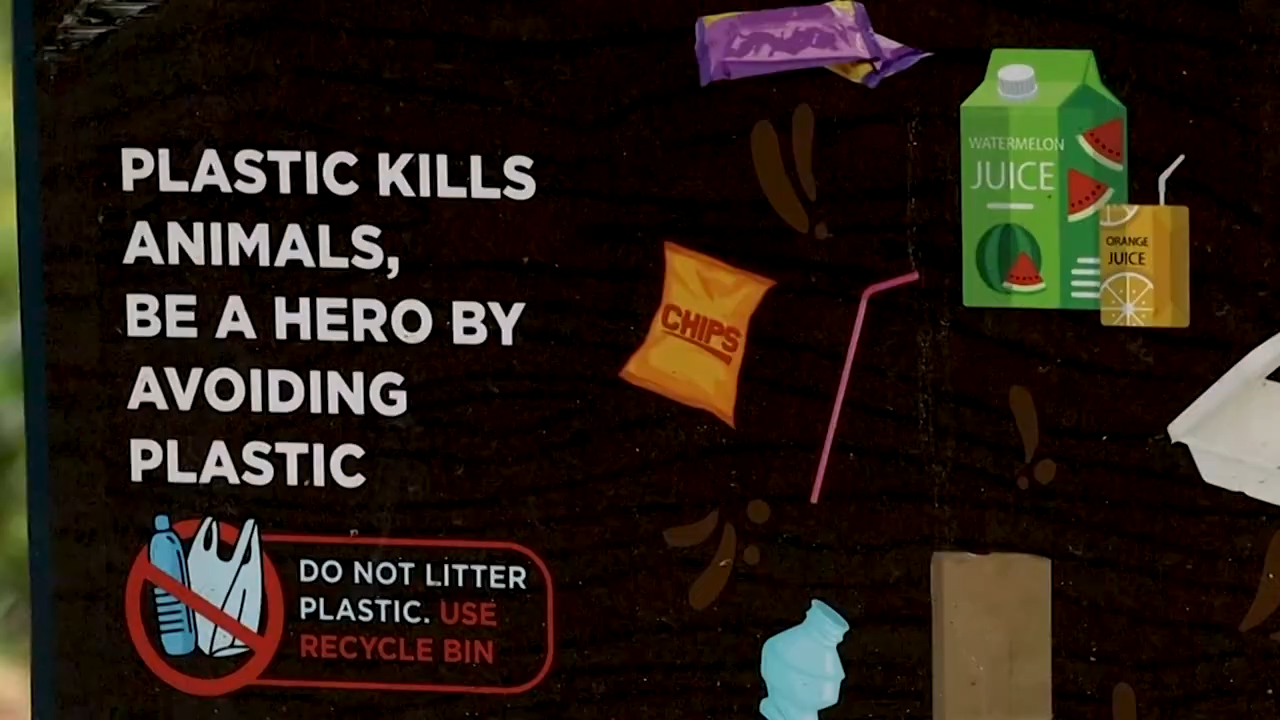 PLASTIC KILLS
ANIMALS,
BE A HERO BY
AVOIDING
PLASTIC
DO NOT LITTER
PLASTIC. USE
RECYCLE BIN
WATERMELON
JUICE
ORANGE
JUICE
CHIPS